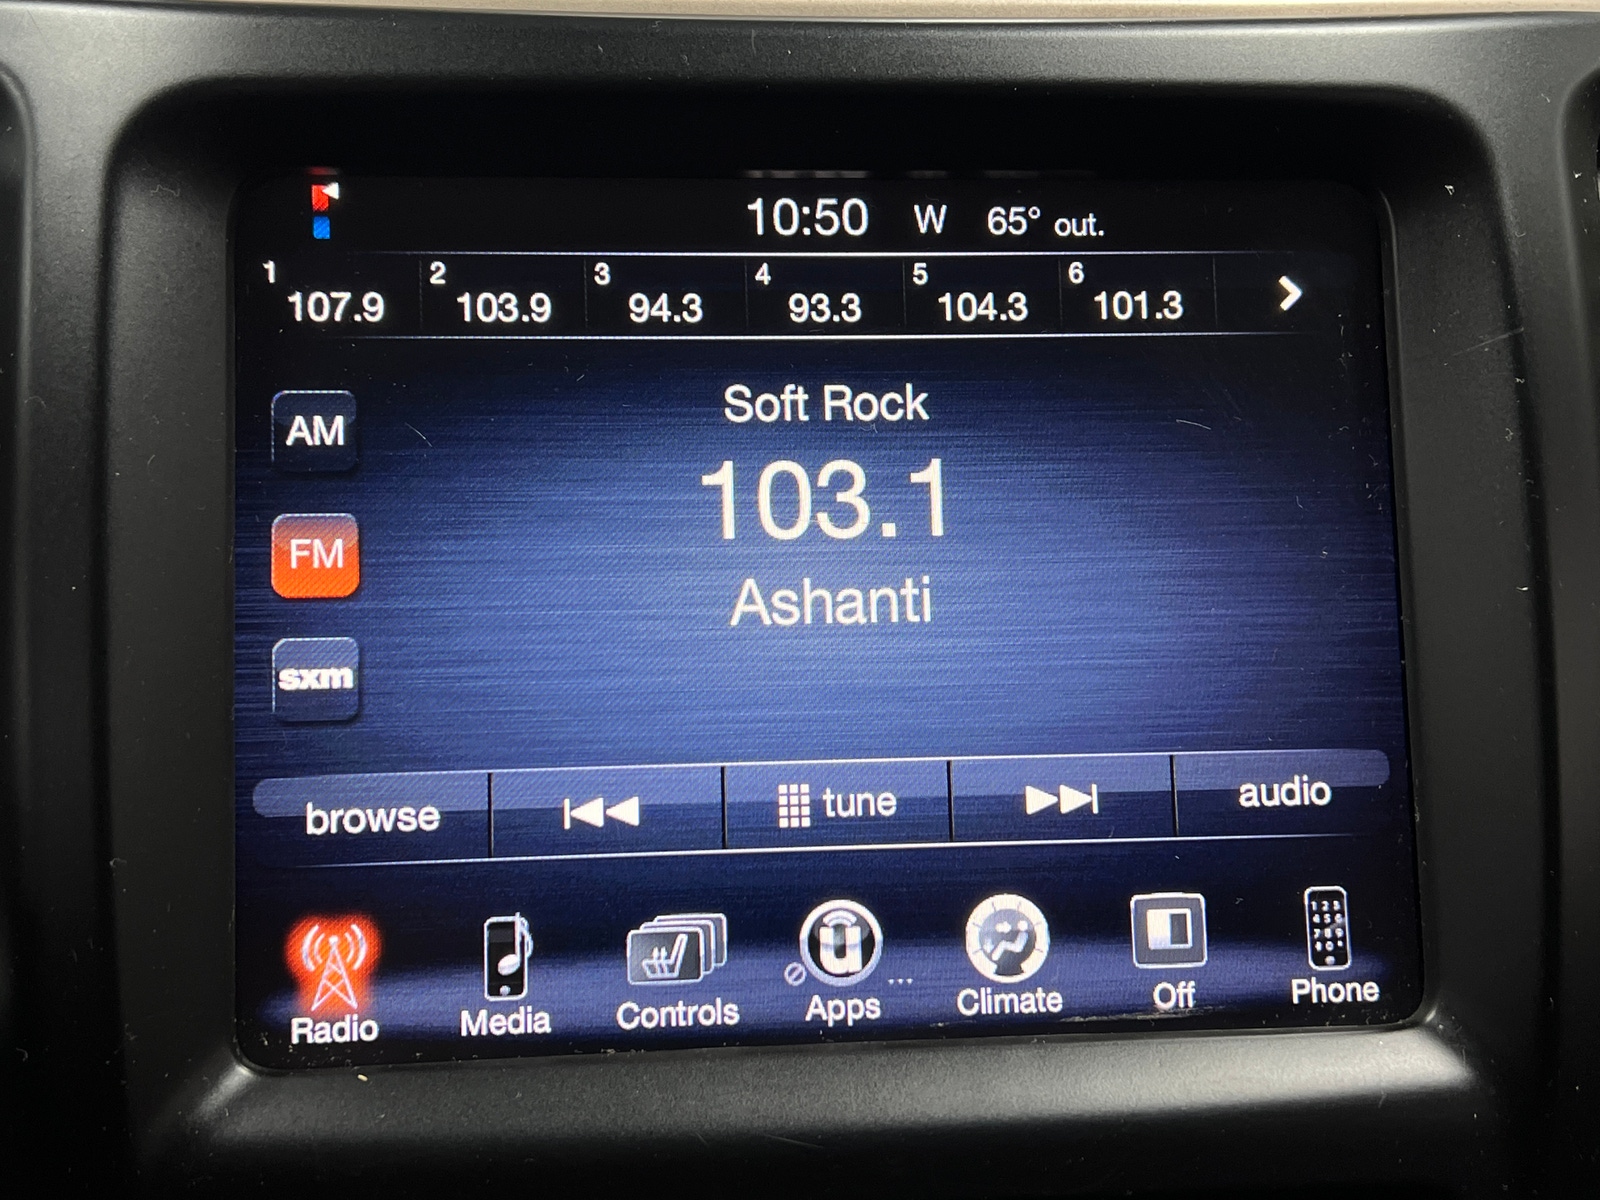 10:50 W 65° out.
1 107.9 2 103.9 3 94.3 4 93.3 5 104.3 6 101.3
AM
Soft Rock
103.1
FM
Ashanti
sxm
browse tune audio
Radio Media Controls Apps Climate Off Phone